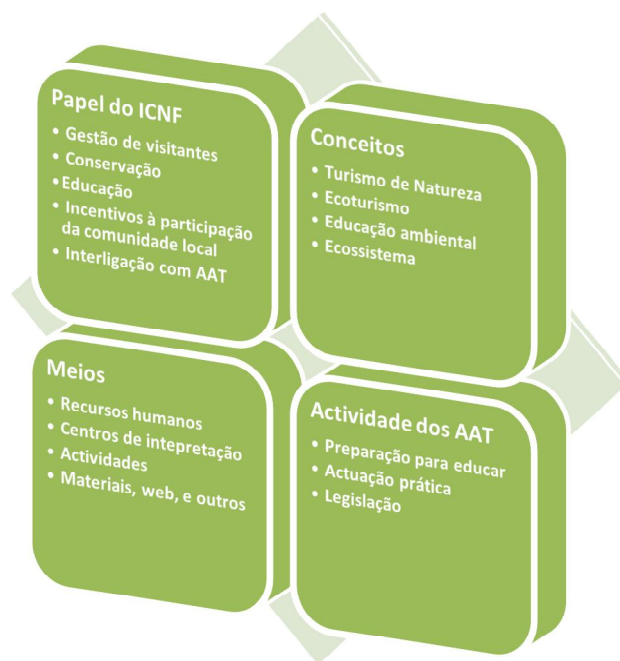 Papel do ICNF
• Gestão de visitantes
• Conservação
• Educação
• Incentivos à participação
da comunidade local
• Interligação com AAT
Conceitos
• Turismo de Natureza
• Ecoturismo
• Educação ambiental
• Ecossistema
Meios
• Recursos humanos
• Centros de intepretação
• Actividades
• Materiais, web, e outros
Actividade dos AAT
• Preparação para educar
• Actuação prática
• Legislação